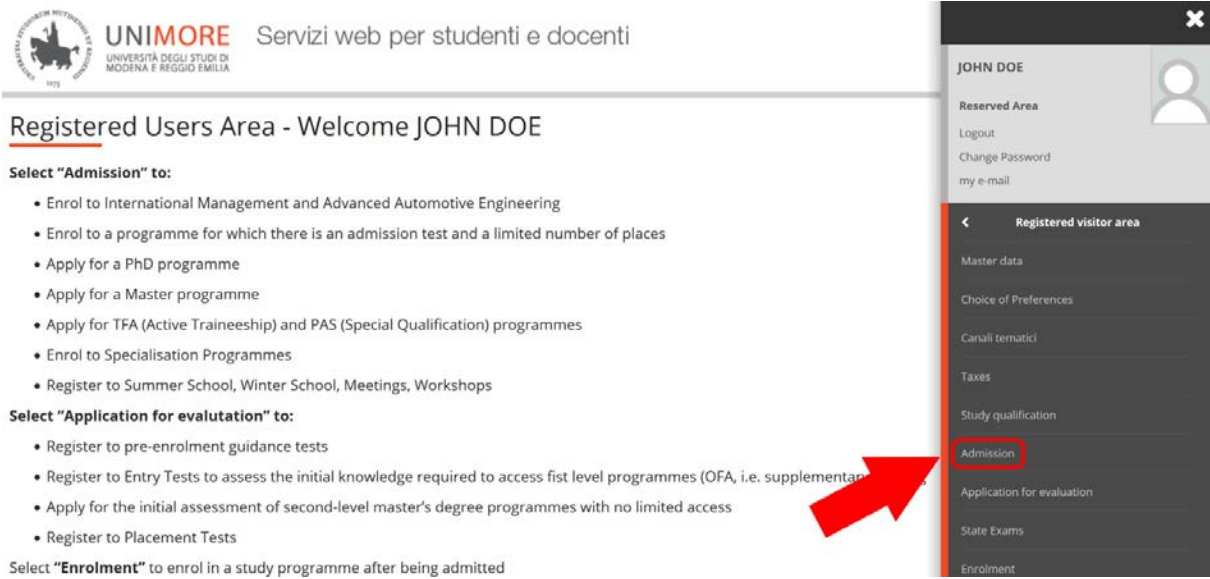 UNIMORE
UNIVERSITÀ DEGLI STUDI DI
MODENA E REGGIO EMILIA
1175
Servizi web per studenti e docenti
Registered Users Area - Welcome JOHN DOE
Select “Admission” to:
• Enrol to International Management and Advanced Automotive Engineering
• Enrol to a programme for which there is an admission test and a limited number of places
• Apply for a PhD programme
• Apply for a Master programme
• Apply for TFA (Active Traineeship) and PAS (Special Qualification) programmes
• Enrol to Specialisation Programmes
• Register to Summer School, Winter School, Meetings, Workshops
Select “Application for evalutation” to:
• Register to pre-enrolment guidance tests
• Register to Entry Tests to assess the initial knowledge required to access fist level programmes (OFA, i.e. supplementar
• Apply for the initial assessment of second-level master's degree programmes with no limited access
• Register to Placement Tests
Select “Enrolment” to enrol in a study programme after being admitted
JOHN DOE
Reserved Area
Logout
Change Password
my e-mail
Registered visitor area
Master data
Choice of Preferences
Canali tematici
Taxes
Study qualification
Admission
Application for evaluation
State Exams
Enrolment